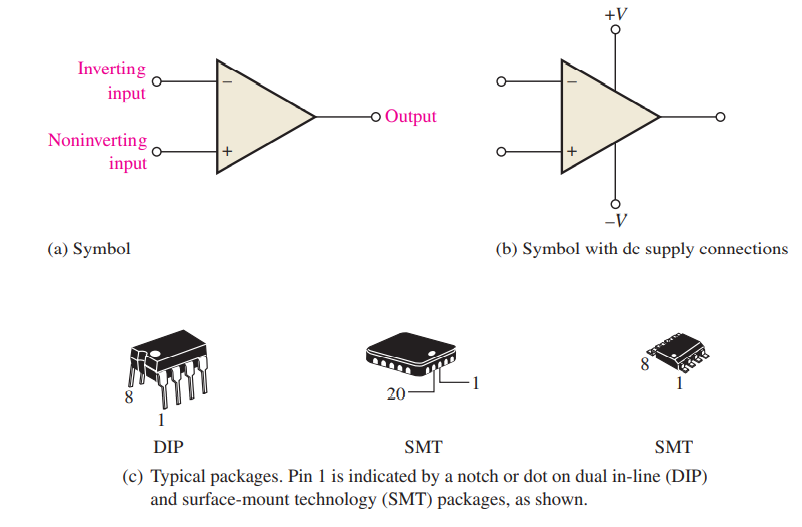 +V
Inverting
input
−
Noninverting
input
+
Output
−
+
−V
(a) Symbol
(b) Symbol with dc supply connections
8
1
DIP
20
1
SMT
8
1
SMT
(c) Typical packages. Pin 1 is indicated by a notch or dot on dual in-line (DIP)
and surface-mount technology (SMT) packages, as shown.